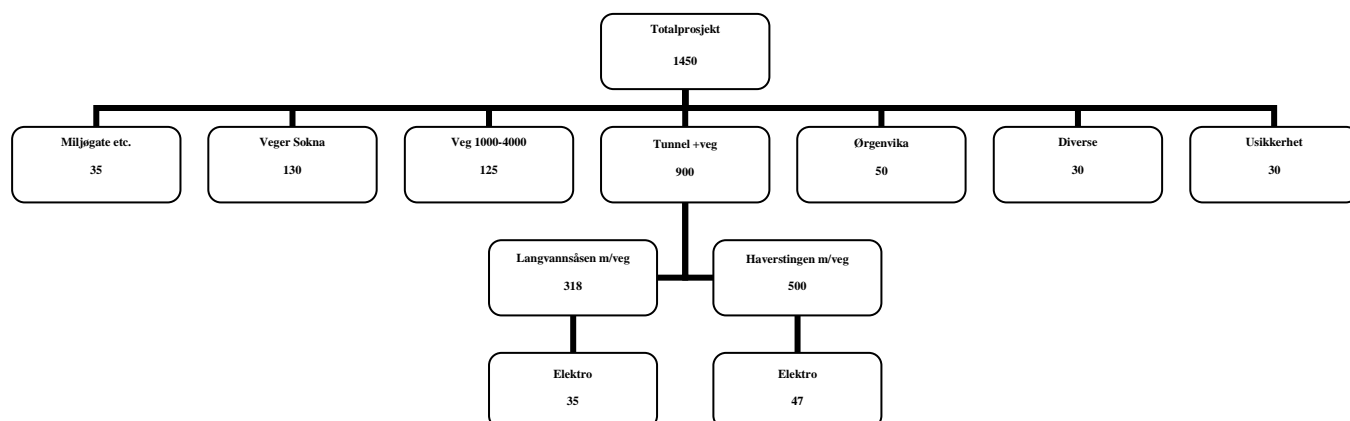 Totalprosjekt
1450
Miljøgate etc.
35
Veger Sokna
130
Veg 1000-4000
125
Tunnel +veg
900
Ørgenvika
50
Diverse
30
Usikkerhet
30
Langvannsåsen m/veg
318
Haverstingen m/veg
500
Elektro
35
Elektro
47